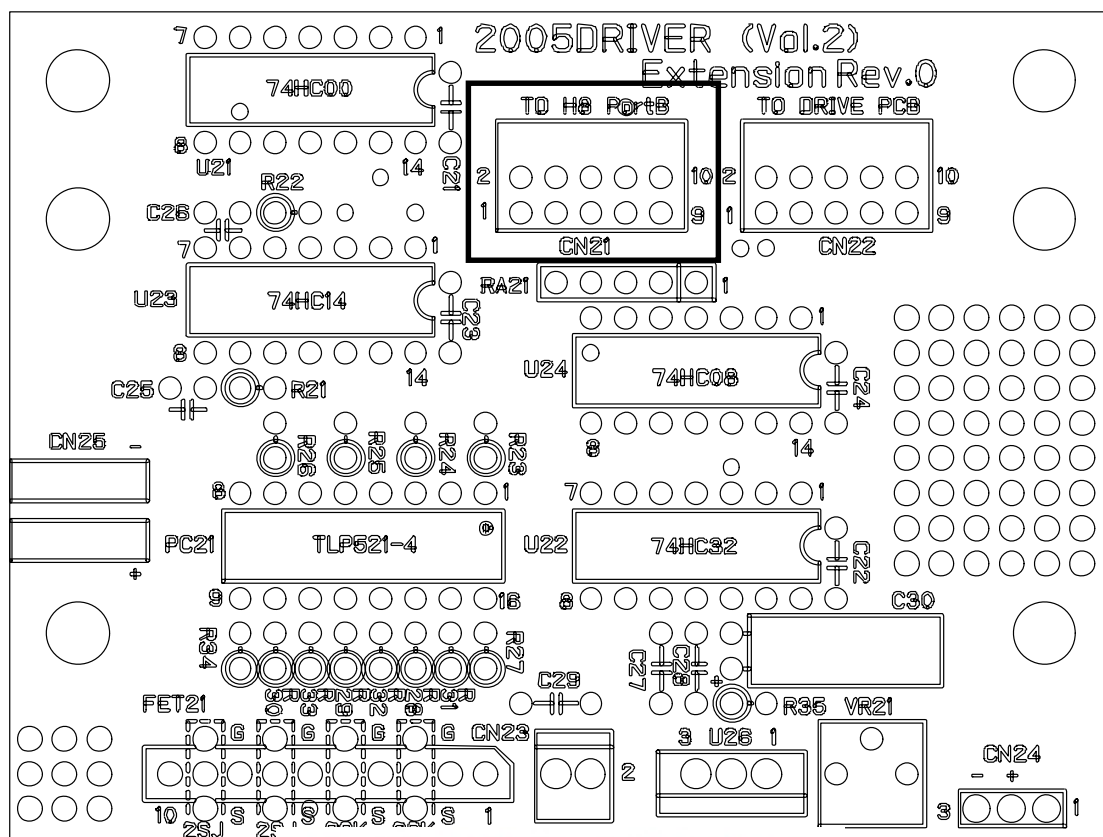 7 1 2005DRIVER (Val.2)
74HC00 Extension Rev.0
TO H8 PortB TO DRIVE PCB
8 U21 14 C21
R22 2 10 2 10
C26 1 9 1 9
7 1 CN21 CN22
RA21 1
U23 74HC14 C23
1
8 14 U24 74HC08 C24
C25 R21
CN25 - R26 R25 R24 R23 8 14
8 1 7 1
PC21 TLP521-4 U22 74HC32 C22
+
9 16 8 C30
R34 R27 C27 C28
+
C29 R35 VR21
FET21 G G G G CN23 3 U26 1
CN24
2 - +
10 S S S 1 3 1
2SJ